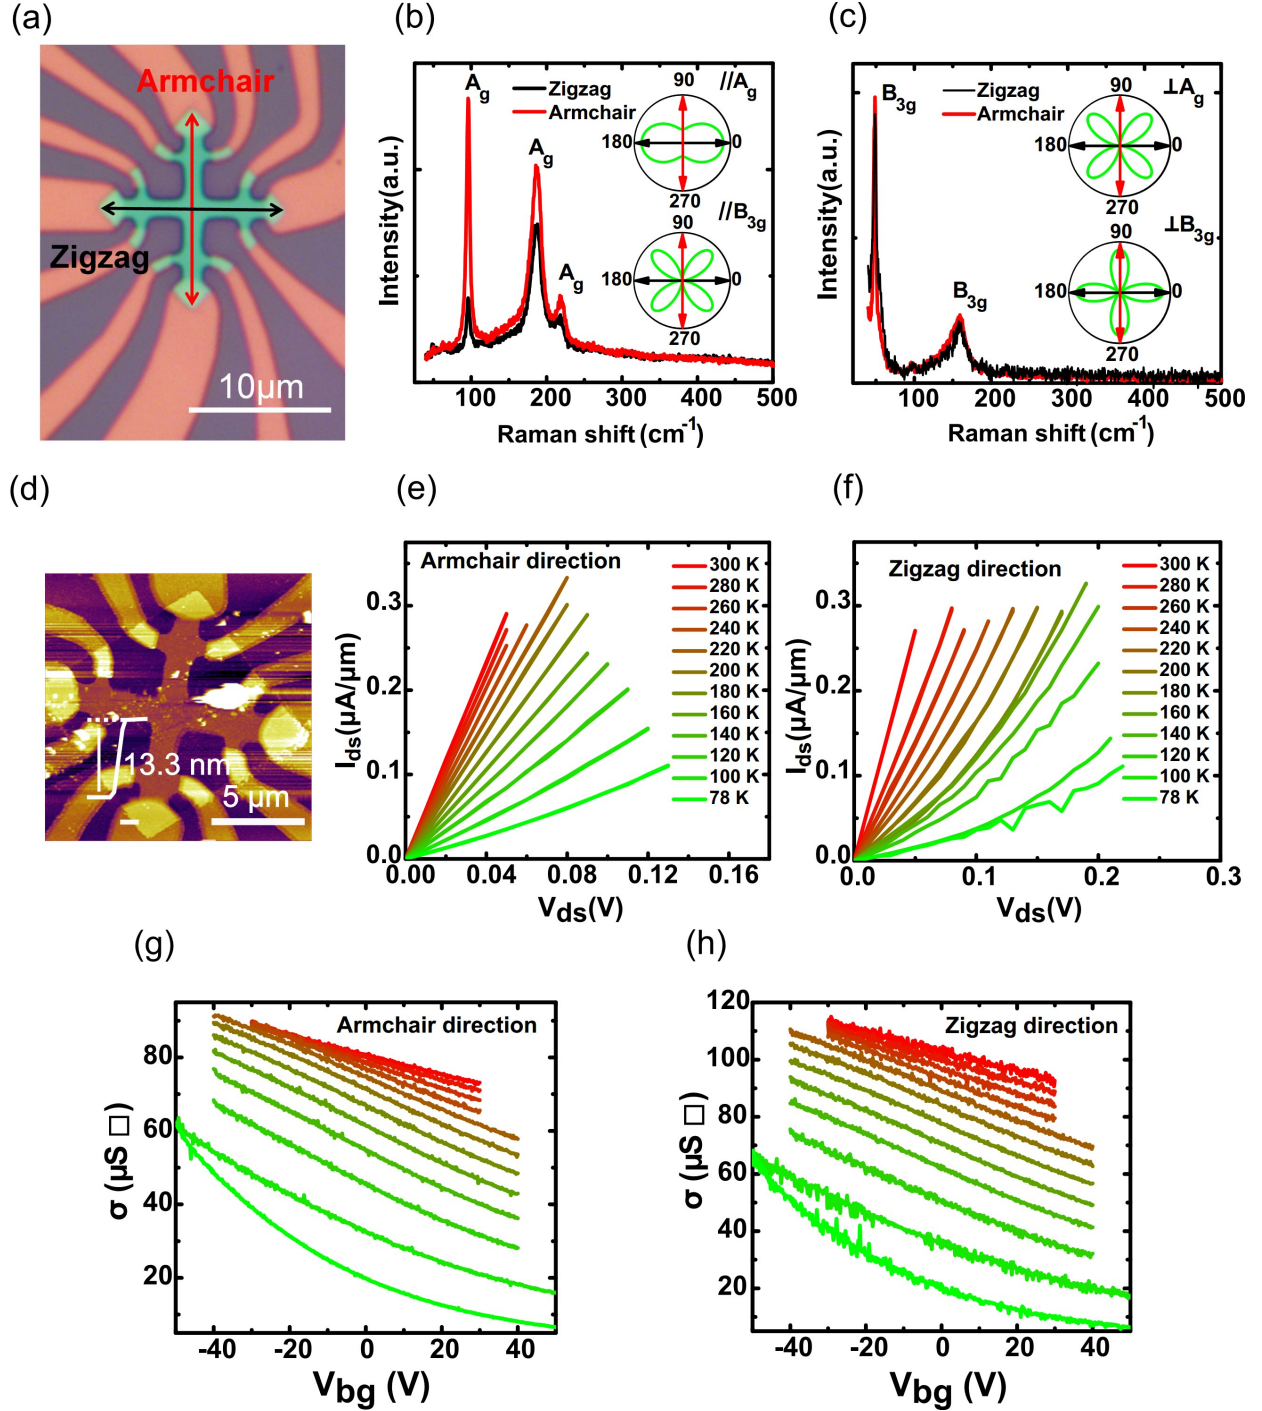 (a)
Armchair
Zigzag
10μm
(b)
Intensity(a.u.)
Ag
Ag
Ag
Zigzag
Armchair
//Ag
90
180
0
270
//B3g
90
180
0
270
100 200 300 400 500
Raman shift (cm-1)
(c)
Intensity(a.u.)
B3g
B3g
Zigzag
Armchair
⊥Ag
90
180
0
270
⊥B3g
90
180
0
270
100 200 300 400 500
Raman shift (cm-1)
(d)
13.3 nm
5 μm
(e)
Armchair direction
300 K
280 K
260 K
240 K
220 K
200 K
180 K
160 K
140 K
120 K
100 K
78 K
Ids(μA/μm)
0.3
0.2
0.1
0.0
0.00 0.04 0.08 0.12 0.16
Vds(V)
(f)
Zigzag direction
300 K
280 K
260 K
240 K
220 K
200 K
180 K
160 K
140 K
120 K
100 K
78 K
Ids(μA/μm)
0.3
0.2
0.1
0.0
0.0 0.1 0.2 0.3
Vds(V)
(g)
Armchair direction
σ (μS □)
80
60
40
20
-40 -20 0 20 40
Vbg (V)
(h)
Zigzag direction
σ (μS □)
120
100
80
60
40
20
-40 -20 0 20 40
Vbg (V)